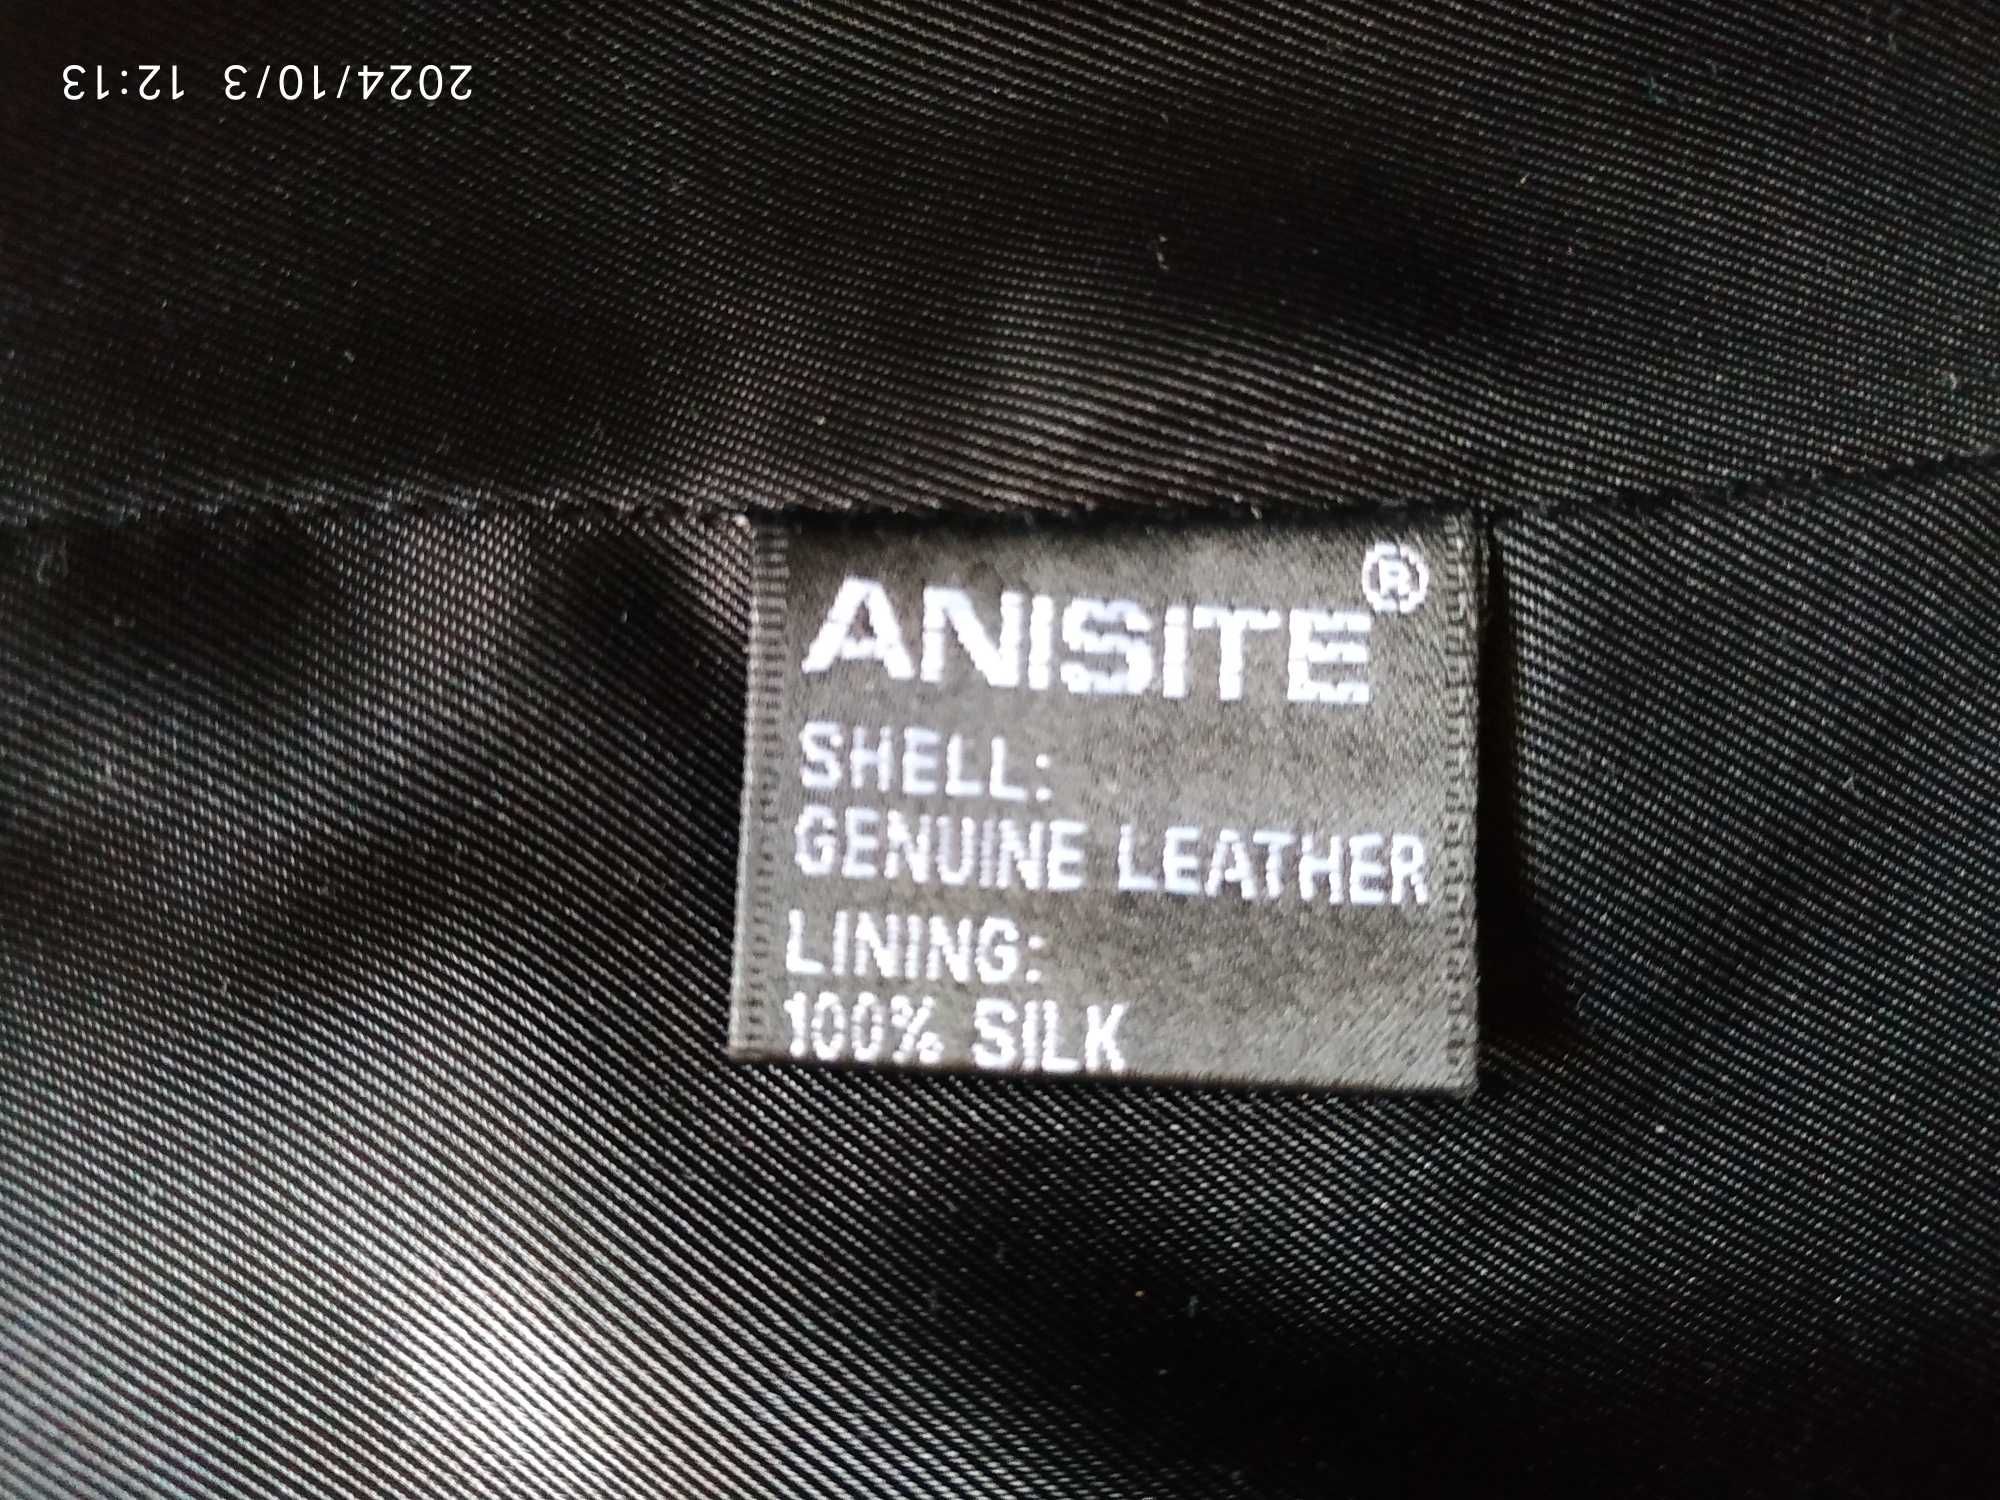 2024/10/3 12:13
ANISITE®
SHELL:
GENUINE LEATHER
LINING:
100% SILK